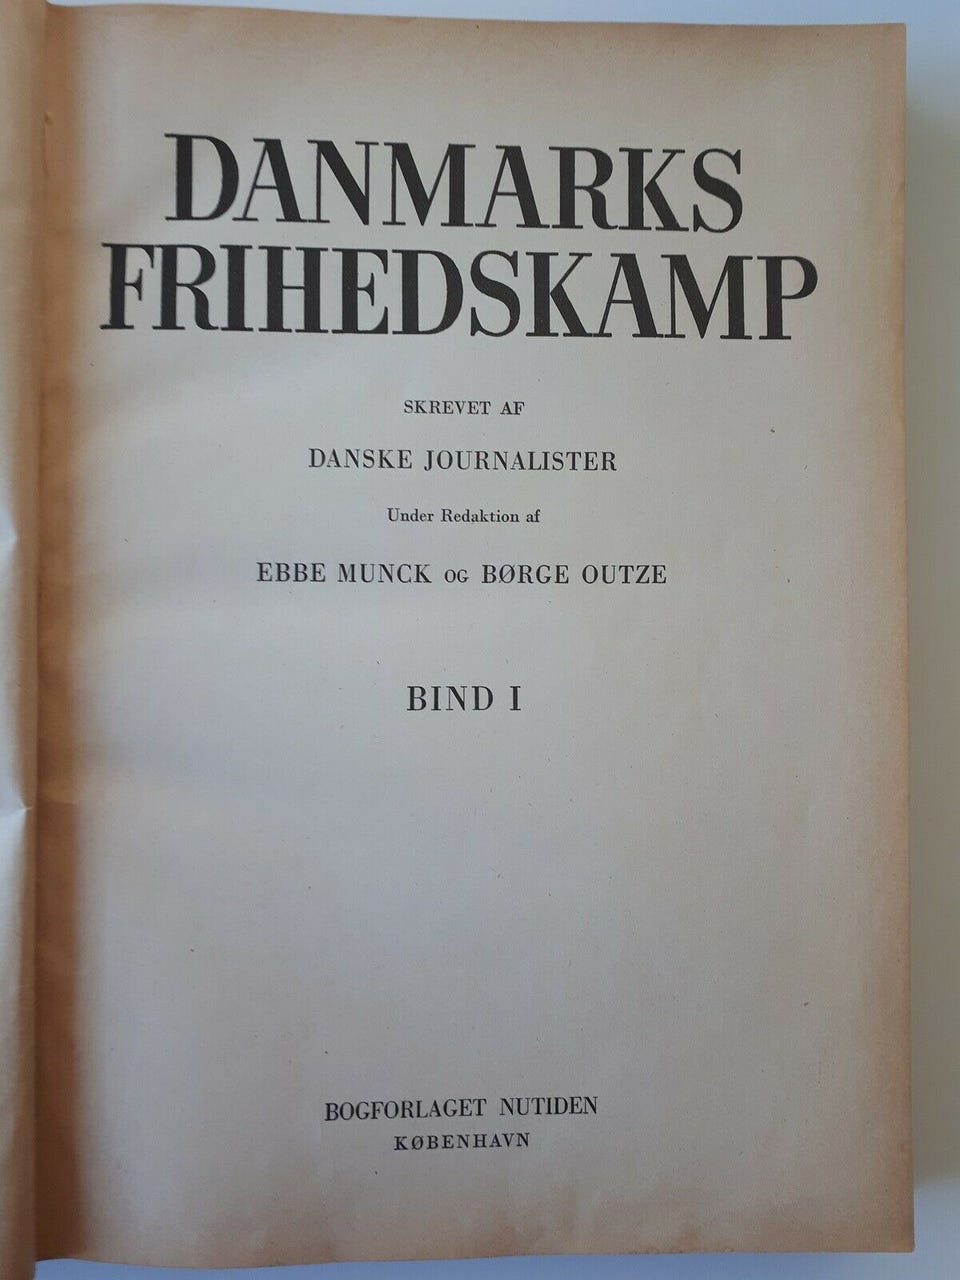 DANMARKS
FRIHEDSKAMP
SKREVET AF
DANSKE JOURNALISTER
Under Redaktion af
EBBE MUNCK OG BØRGE OUTZE
BIND I
BOGFORLAGET NUTIDEN
KØBENHAVN